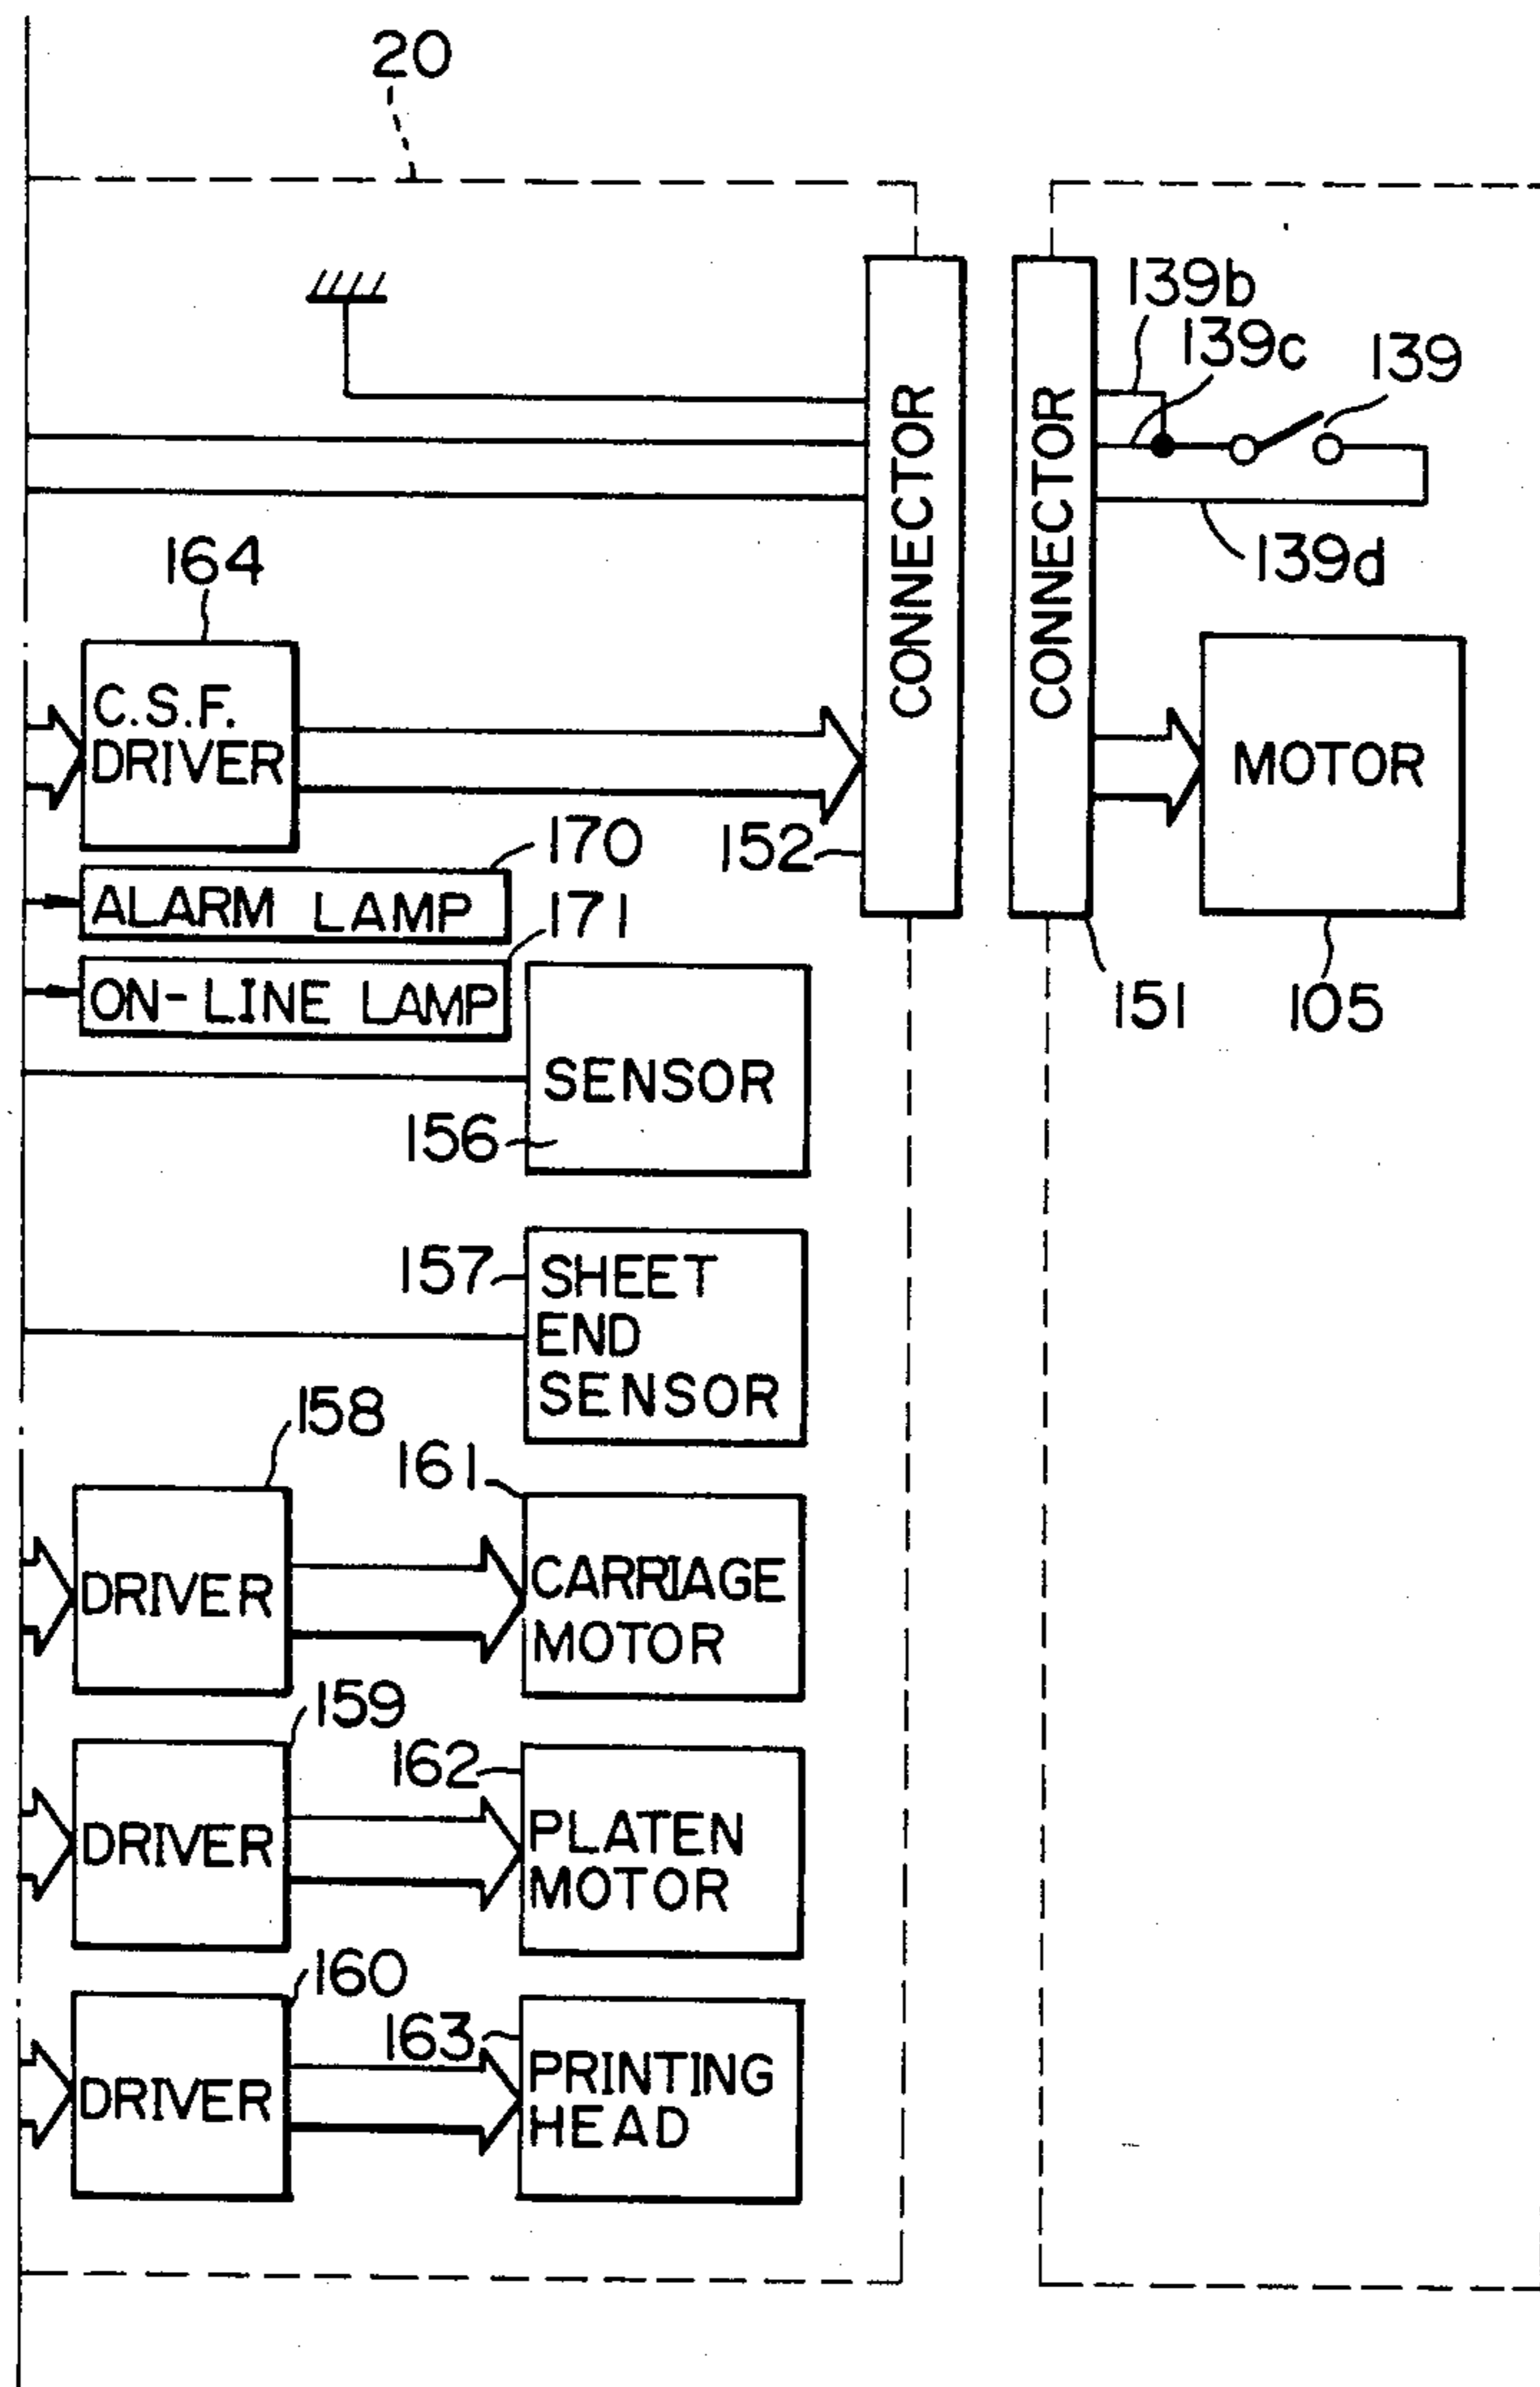 20
139b
139c
139
CONNECTOR
CONNECTOR
139d
164
C.S.F.
DRIVER
MOTOR
170
152
ALARM LAMP
171
ON-LINE LAMP
151
105
SENSOR
156
157
SHEET
END
SENSOR
158
161
DRIVER
CARRIAGE
MOTOR
159
162
DRIVER
PLATEN
MOTOR
160
163
DRIVER
PRINTING
HEAD